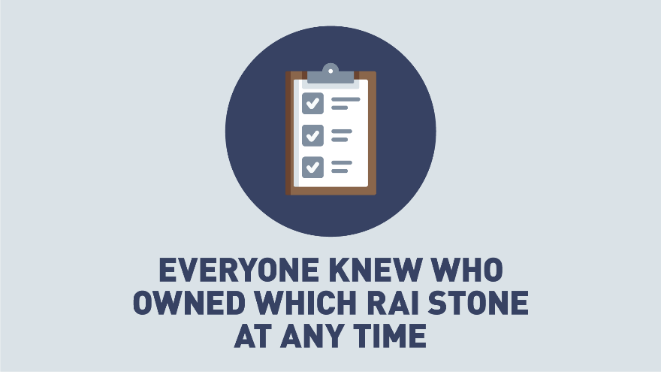 EVERYONE KNEW WHO
OWNED WHICH RAI STONE
AT ANY TIME